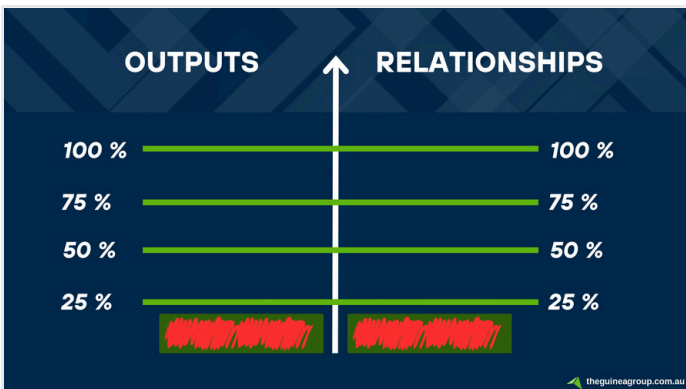 OUTPUTS RELATIONSHIPS
100 % 100 %
75 % 75 %
50 % 50 %
25 % 25 %
theguineagroup.com.au